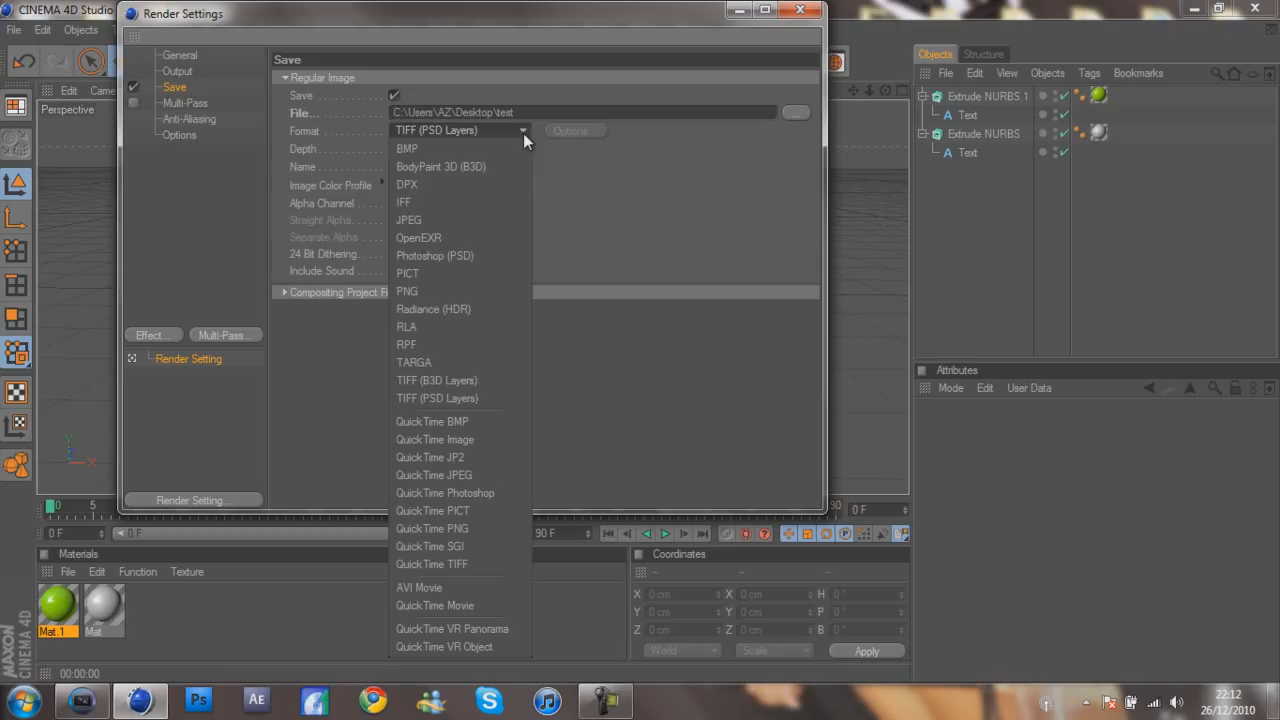 CINEMA 4D Studio
Render Settings
File
Edit
Objects
General
Output
Save
Multi-Pass
Anti-Aliasing
Options
Effect...
Multi-Pass...
Render Setting
Render Setting...
Save
Regular Image
Save
File...
C:\Users\AZ\Desktop\test
...
Format
TIFF (PSD Layers)
Options...
Depth
Name
Image Color Profile
Alpha Channel
Straight Alpha
Separate Alpha
24 Bit Dithering
Include Sound
Compositing Project Fi
BMP
BodyPaint 3D (B3D)
DPX
IFF
JPEG
OpenEXR
Photoshop (PSD)
PICT
PNG
Radiance (HDR)
RLA
RPF
TARGA
TIFF (B3D Layers)
TIFF (PSD Layers)
QuickTime BMP
QuickTime Image
QuickTime JP2
QuickTime JPEG
QuickTime Photoshop
QuickTime PICT
QuickTime PNG
QuickTime SGI
QuickTime TIFF
AVI Movie
QuickTime Movie
QuickTime VR Panorama
QuickTime VR Object
Edit
Came
Perspective
Y
X
Objects
Structure
File
Edit
View
Objects
Tags
Bookmarks
Extrude NURBS 1
A Text
Extrude NURBS
A Text
Attributes
Mode
Edit
User Data
0
5
90
0 F
0 F
0 F
90 F
Materials
File
Edit
Function
Texture
Mat.1
Mat
Coordinates
--
--
--
X 0 cm X 0 cm H 0 °
Y 0 cm Y 0 cm P 0 °
Z 0 cm Z 0 cm B 0 °
World
Scale
Apply
MAXON
CINEMA 4D
00:00:00
Ps
AE
22:12
26/12/2010